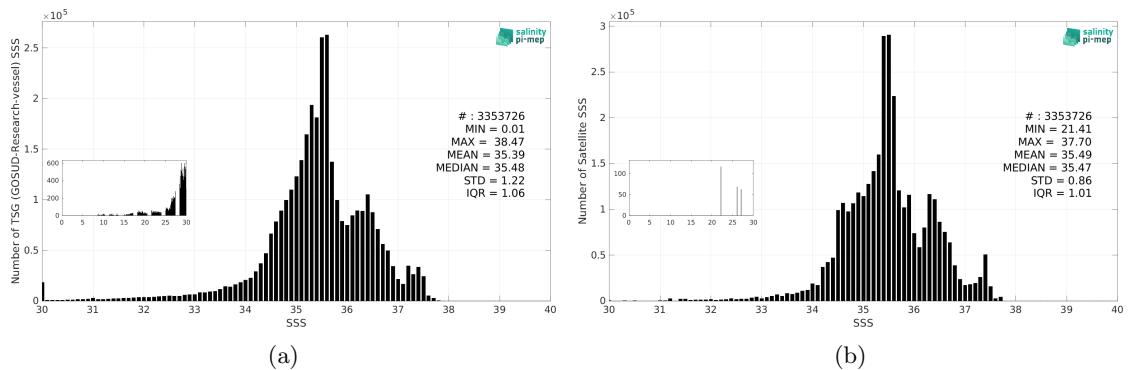 ×10^5
salinity
pi-mep
2.5
2
1.5
1
0.5
0
Number of TSG (GOSUD-Research-vessel) SSS
# : 3353726
MIN = 0.01
MAX = 38.47
MEAN = 35.39
MEDIAN = 35.48
STD = 1.22
IQR = 1.06
600
400
200
0
0 5 10 15 20 25 30
30 31 32 33 34 35 36 37 38 39 40
SSS
(a)
×10^5
salinity
pi-mep
3
2.5
2
1.5
1
0.5
0
Number of Satellite SSS
# : 3353726
MIN = 21.41
MAX = 37.70
MEAN = 35.49
MEDIAN = 35.47
STD = 0.86
IQR = 1.01
100
50
0
0 5 10 15 20 25 30
30 31 32 33 34 35 36 37 38 39 40
SSS
(b)